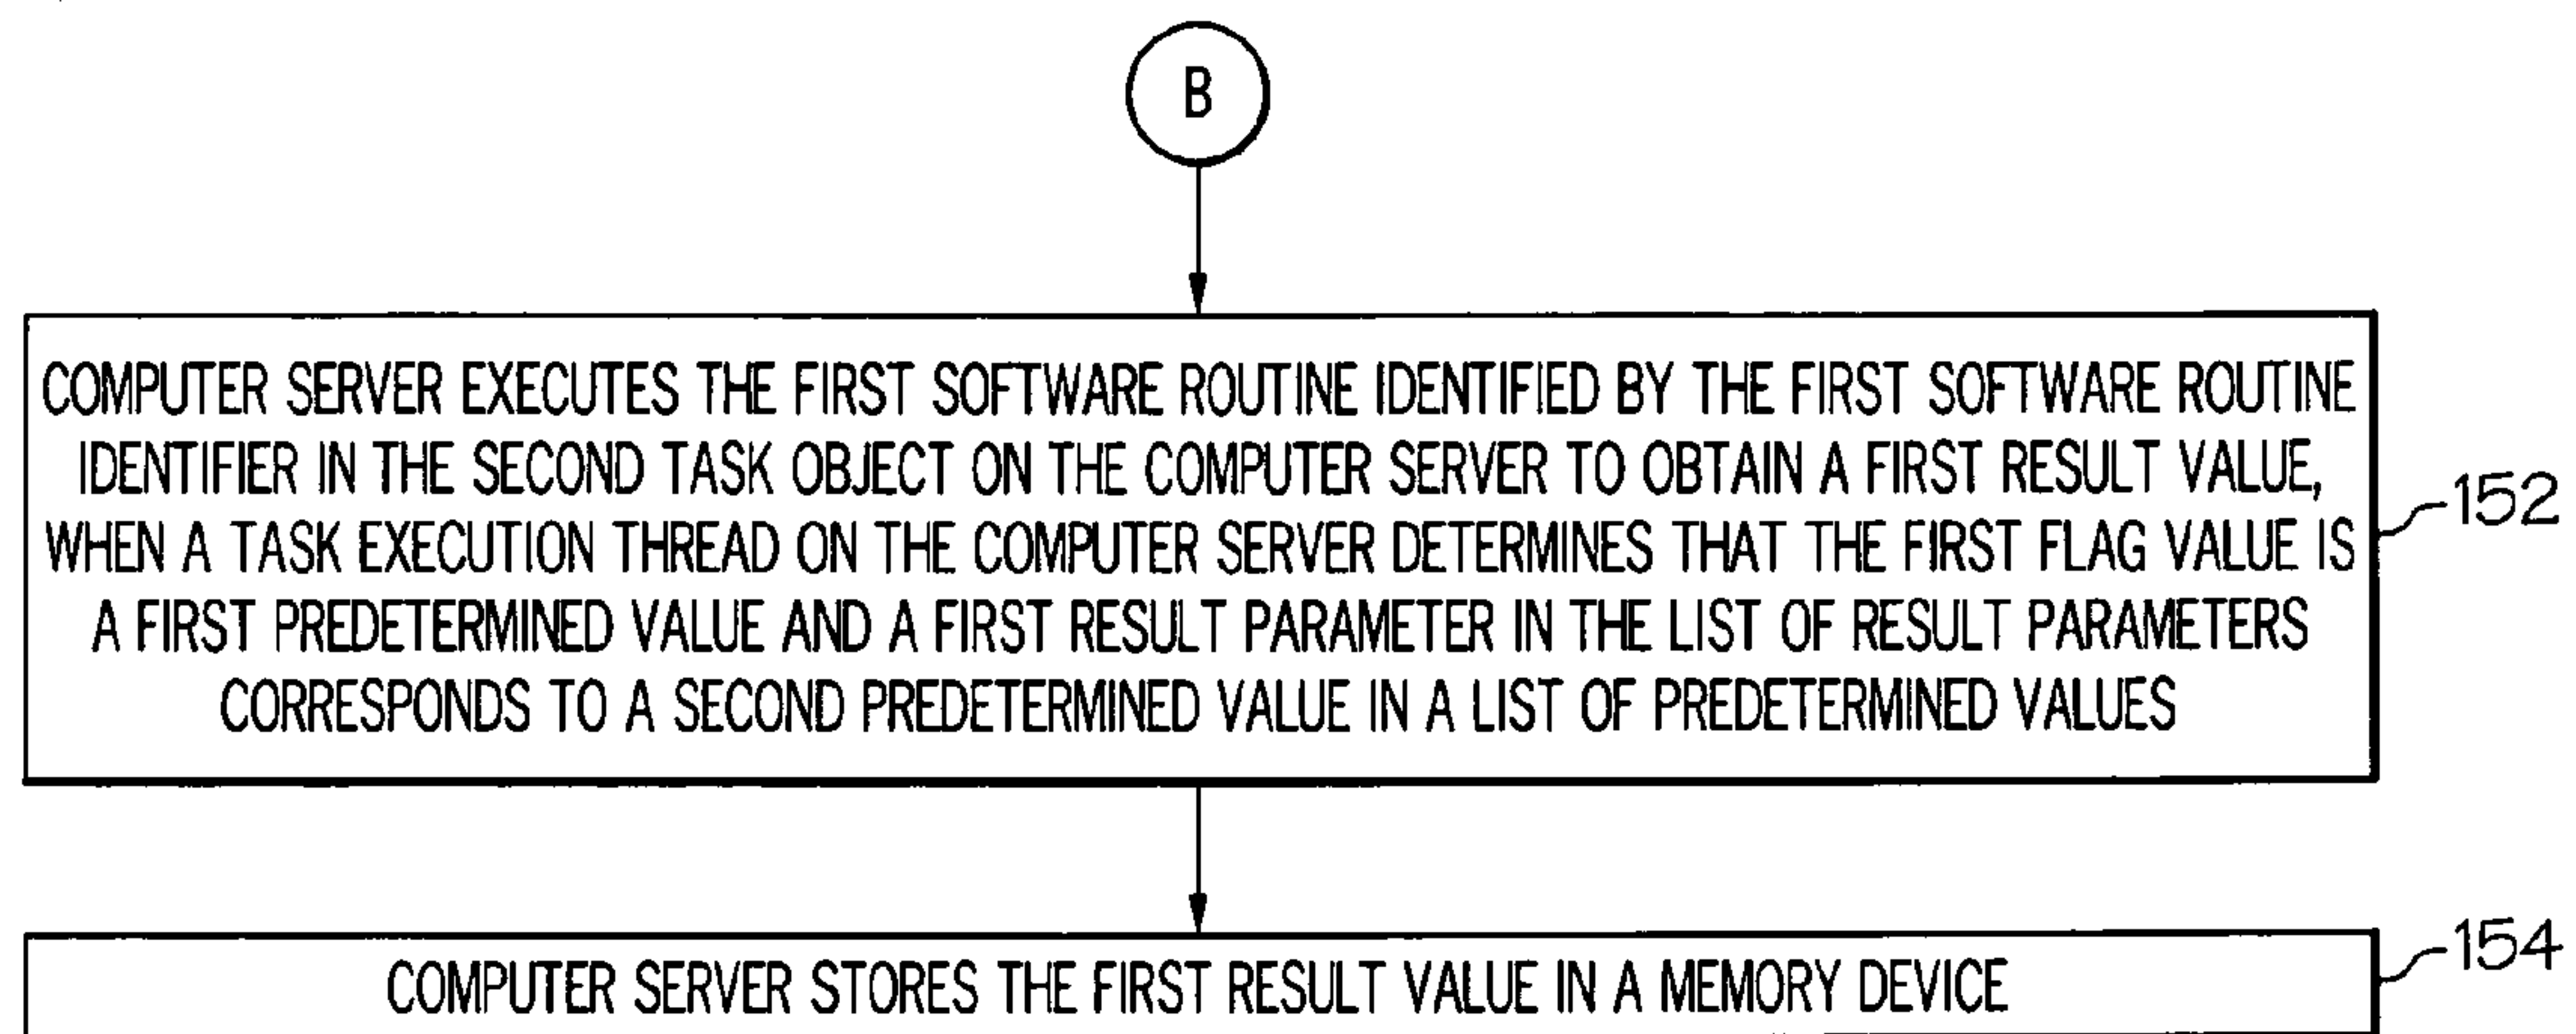 B
COMPUTER SERVER EXECUTES THE FIRST SOFTWARE ROUTINE IDENTIFIED BY THE FIRST SOFTWARE ROUTINE
IDENTIFIER IN THE SECOND TASK OBJECT ON THE COMPUTER SERVER TO OBTAIN A FIRST RESULT VALUE,
WHEN A TASK EXECUTION THREAD ON THE COMPUTER SERVER DETERMINES THAT THE FIRST FLAG VALUE IS
A FIRST PREDETERMINED VALUE AND A FIRST RESULT PARAMETER IN THE LIST OF RESULT PARAMETERS
CORRESPONDS TO A SECOND PREDETERMINED VALUE IN A LIST OF PREDETERMINED VALUES
152
COMPUTER SERVER STORES THE FIRST RESULT VALUE IN A MEMORY DEVICE
154